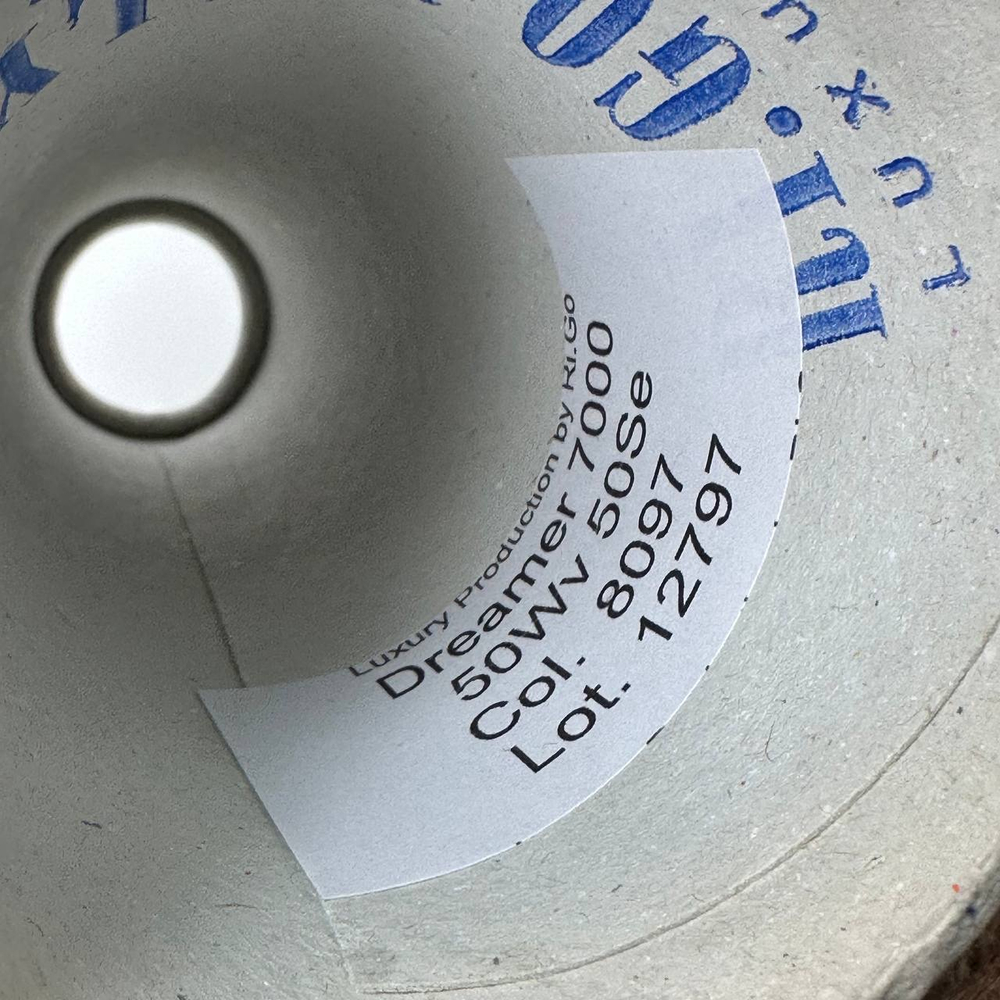 Luxury Production by Ri.Go
Dreamer 7000
50Wv 50Se
Col. 8097
Lot. 12797